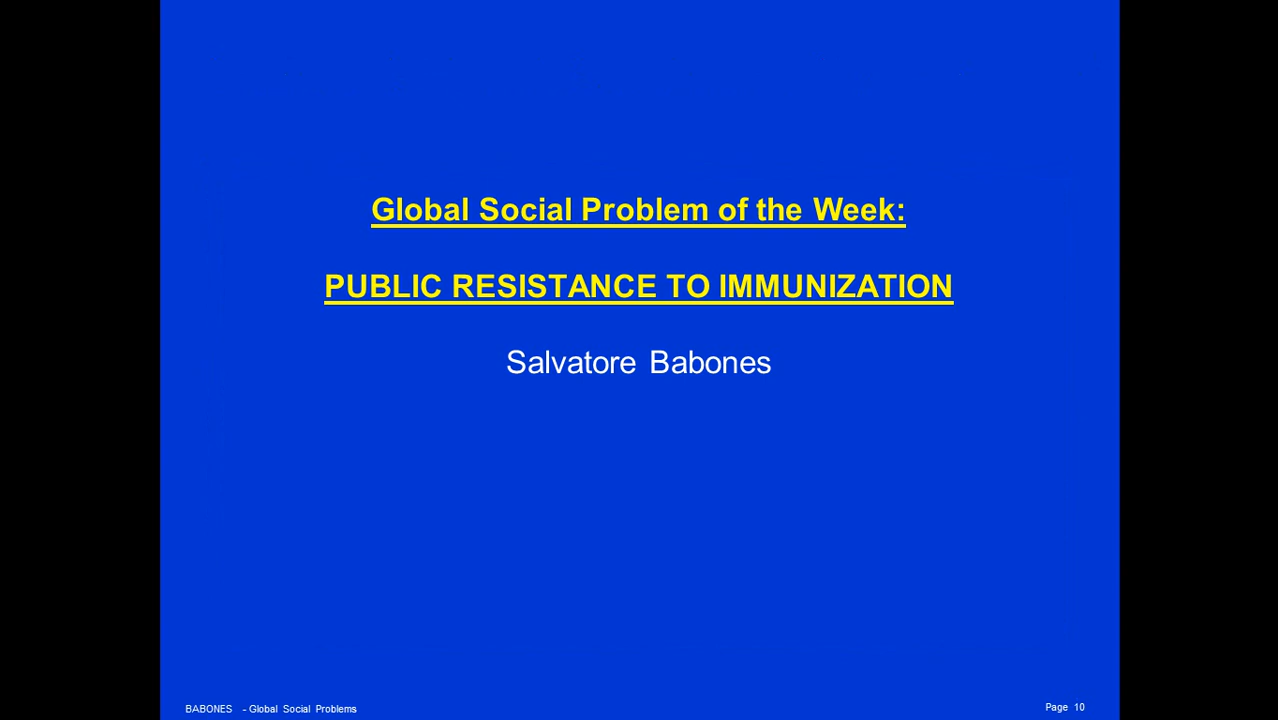 Global Social Problem of the Week:
PUBLIC RESISTANCE TO IMMUNIZATION
Salvatore Babones
BABONES - Global Social Problems
Page 10